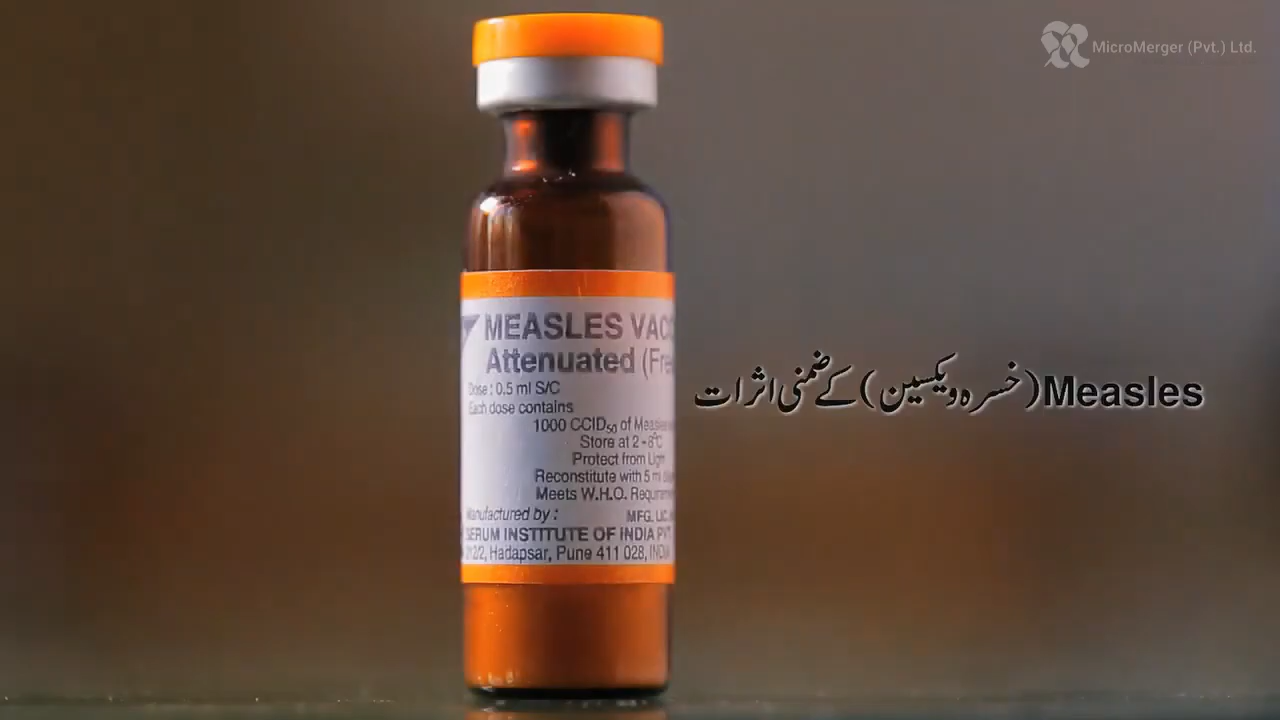 MicroMerger (Pvt.) Ltd.
MEASLES VACC
Attenuated (Fre
Dose : 0.5 ml S/C
Each dose contains
1000 CCID₅₀ of Measles
Store at 2 - 8°C
Protect from Ligh
Reconstitute with 5 ml
Meets W.H.O. Requirem
Manufactured by :
MFG. LIC.
SERUM INSTITUTE OF INDIA PVT.
212/2, Hadapsar, Pune 411 028, INDIA
Measles(خسرہ ویکسین) کے ضمنی اثرات